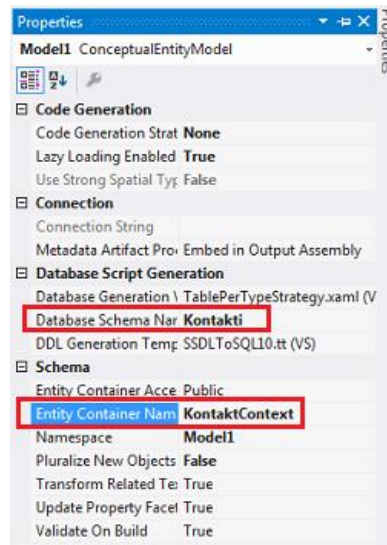 Properties
Model1 ConceptualEntityModel
Code Generation
Code Generation Strat None
Lazy Loading Enabled True
Use Strong Spatial Typ False
Connection
Connection String
Metadata Artifact Pro Embed in Output Assembly
Database Script Generation
Database Generation \ TablePerTypeStrategy.xaml (V
Database Schema Nar Kontakti
DDL Generation Temp SSDLToSQL10.tt (VS)
Schema
Entity Container Acce Public
Entity Container Nam KontaktContext
Namespace Model1
Pluralize New Objects False
Transform Related Te True
Update Property Facet True
Validate On Build True
Properties